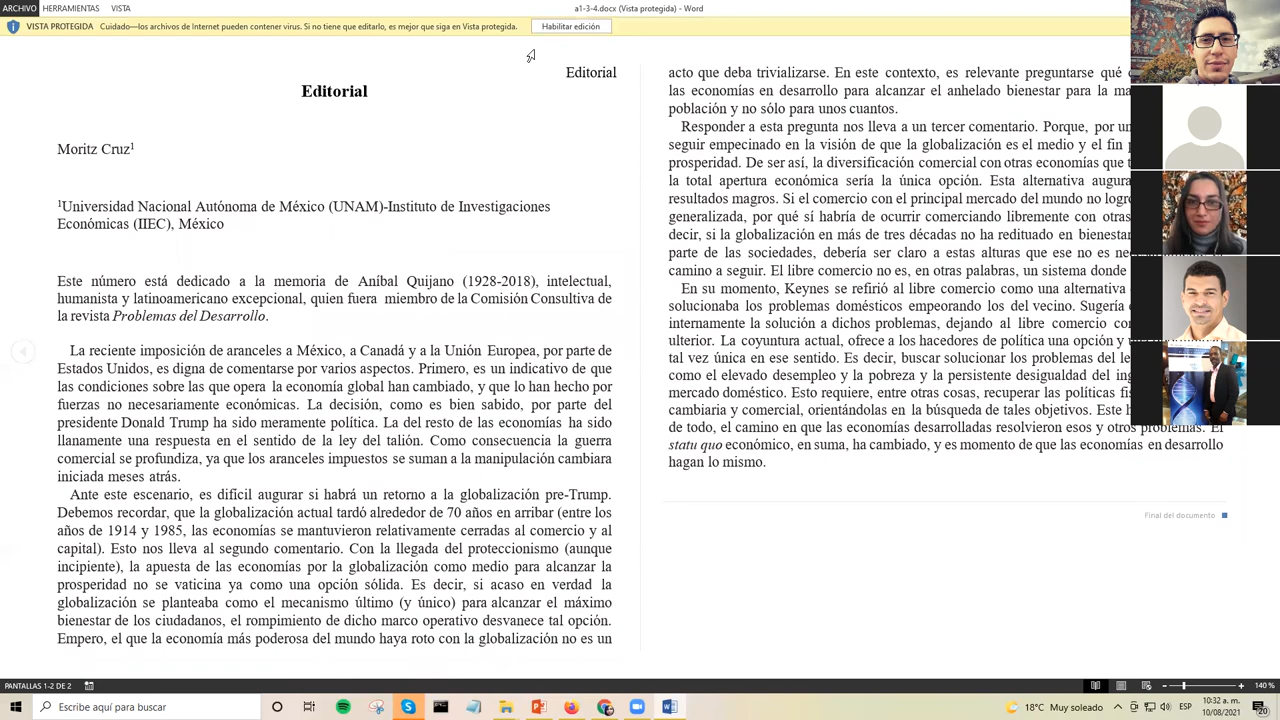 ARCHIVO HERRAMIENTAS VISTA
a1-3-4.docx (Vista protegida) - Word
VISTA PROTEGIDA Cuidado—los archivos de Internet pueden contener virus. Si no tiene que editarlo, es mejor que siga en Vista protegida. Habilitar edición
Editorial
Editorial
Moritz Cruz¹
¹Universidad Nacional Autónoma de México (UNAM)-Instituto de Investigaciones
Económicas (IIEC), México
Este número está dedicado a la memoria de Aníbal Quijano (1928-2018), intelectual,
humanista y latinoamericano excepcional, quien fuera miembro de la Comisión Consultiva de
la revista Problemas del Desarrollo.
La reciente imposición de aranceles a México, a Canadá y a la Unión Europea, por parte de
Estados Unidos, es digna de comentarse por varios aspectos. Primero, es un indicativo de que
las condiciones sobre las que opera la economía global han cambiado, y que lo han hecho por
fuerzas no necesariamente económicas. La decisión, como es bien sabido, por parte del
presidente Donald Trump ha sido meramente política. La del resto de las economías ha sido
llanamente una respuesta en el sentido de la ley del talión. Como consecuencia la guerra
comercial se profundiza, ya que los aranceles impuestos se suman a la manipulación cambiara
iniciada meses atrás.
Ante este escenario, es difícil augurar si habrá un retorno a la globalización pre-Trump.
Debemos recordar, que la globalización actual tardó alrededor de 70 años en arribar (entre los
años de 1914 y 1985, las economías se mantuvieron relativamente cerradas al comercio y al
capital). Esto nos lleva al segundo comentario. Con la llegada del proteccionismo (aunque
incipiente), la apuesta de las economías por la globalización como medio para alcanzar la
prosperidad no se vaticina ya como una opción sólida. Es decir, si acaso en verdad la
globalización se planteaba como el mecanismo último (y único) para alcanzar el máximo
bienestar de los ciudadanos, el rompimiento de dicho marco operativo desvanece tal opción.
Empero, el que la economía más poderosa del mundo haya roto con la globalización no es un
acto que deba trivializarse. En este contexto, es relevante preguntarse qué
las economías en desarrollo para alcanzar el anhelado bienestar para la
población y no sólo para unos cuantos.
Responder a esta pregunta nos lleva a un tercer comentario. Porque, por
seguir empecinado en la visión de que la globalización es el medio y el fin
prosperidad. De ser así, la diversificación comercial con otras economías que
la total apertura económica sería la única opción. Esta alternativa
resultados magros. Si el comercio con el principal mercado del mundo no
generalizada, por qué sí habría de ocurrir comerciando libremente con
decir, si la globalización en más de tres décadas no ha redituado en
parte de las sociedades, debería ser claro a estas alturas que ese no es
camino a seguir. El libre comercio no es, en otras palabras, un sistema donde
En su momento, Keynes se refirió al libre comercio como una alternativa
solucionaba los problemas domésticos empeorando los del vecino. Sugería
internamente la solución a dichos problemas, dejando al libre comercio
ulterior. La coyuntura actual, ofrece a los hacedores de política una opción y
tal vez única en ese sentido. Es decir, buscar solucionar los problemas del
como el elevado desempleo y la pobreza y la persistente desigualdad del
mercado doméstico. Esto requiere, entre otras cosas, recuperar las políticas
cambiaria y comercial, orientándolas en la búsqueda de tales objetivos. Este
de todo, el camino en que las economías desarrolladas resolvieron esos y otros problemas. El
statu quo económico, en suma, ha cambiado, y es momento de que las economías en desarrollo
hagan lo mismo.
Final del documento
PANTALLAS 1-2 DE 2
140 %
Escribe aquí para buscar
18°C Muy soleado
ESP
10:32 a. m.
10/08/2021
20